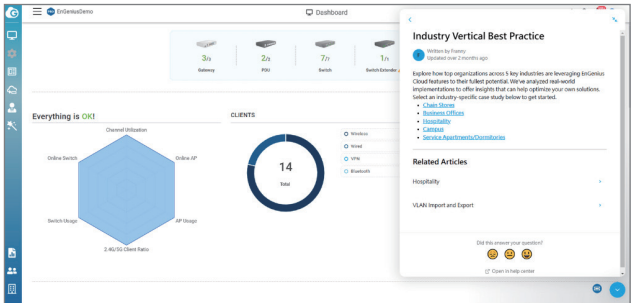 EnGeniusDemo
Dashboard
3/3
Gateway
2/2
PDU
7/7
Switch
1/1
Switch Extender
Everything is OK!
Channel Utilization
Online Switch
Online AP
Switch Usage
AP Usage
2.4G/5G Client Ratio
CLIENTS
14
Total
Wireless
Wired
VPN
Bluetooth
Industry Vertical Best Practice
Written by Franny
Updated over 2 months ago
Explore how top organizations across 5 key industries are leveraging EnGenius
Cloud features to their fullest potential. We've analyzed real-world
implementations to offer insights that can help optimize your own solutions.
Select an industry-specific case study below to get started.
• Chain Stores
• Business Offices
• Hospitality
• Campus
• Service Apartments/Dormitories
Related Articles
Hospitality
VLAN Import and Export
Did this answer your question?
Open in help center